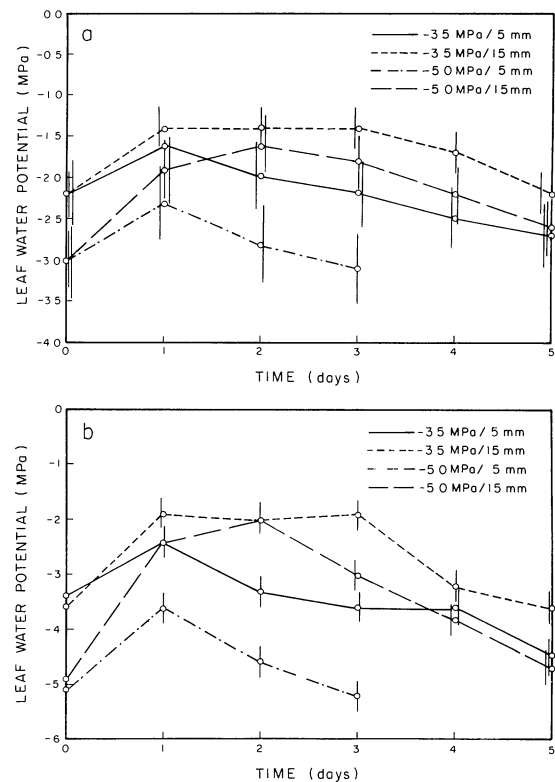 a
0.0
-0.5
-1.0
-1.5
-2.0
-2.5
-3.0
-3.5
-4.0
LEAF WATER POTENTIAL (MPa)
-3.5 MPa/ 5 mm
-3.5 MPa/15 mm
-5.0 MPa/ 5 mm
-5.0 MPa/15 mm
0 1 2 3 4 5
TIME (days)
b
0
-1
-2
-3
-4
-5
-6
LEAF WATER POTENTIAL (MPa)
-3.5 MPa/ 5 mm
-3.5 MPa/15 mm
-5.0 MPa/ 5 mm
-5.0 MPa/15 mm
0 1 2 3 4 5
TIME (days)